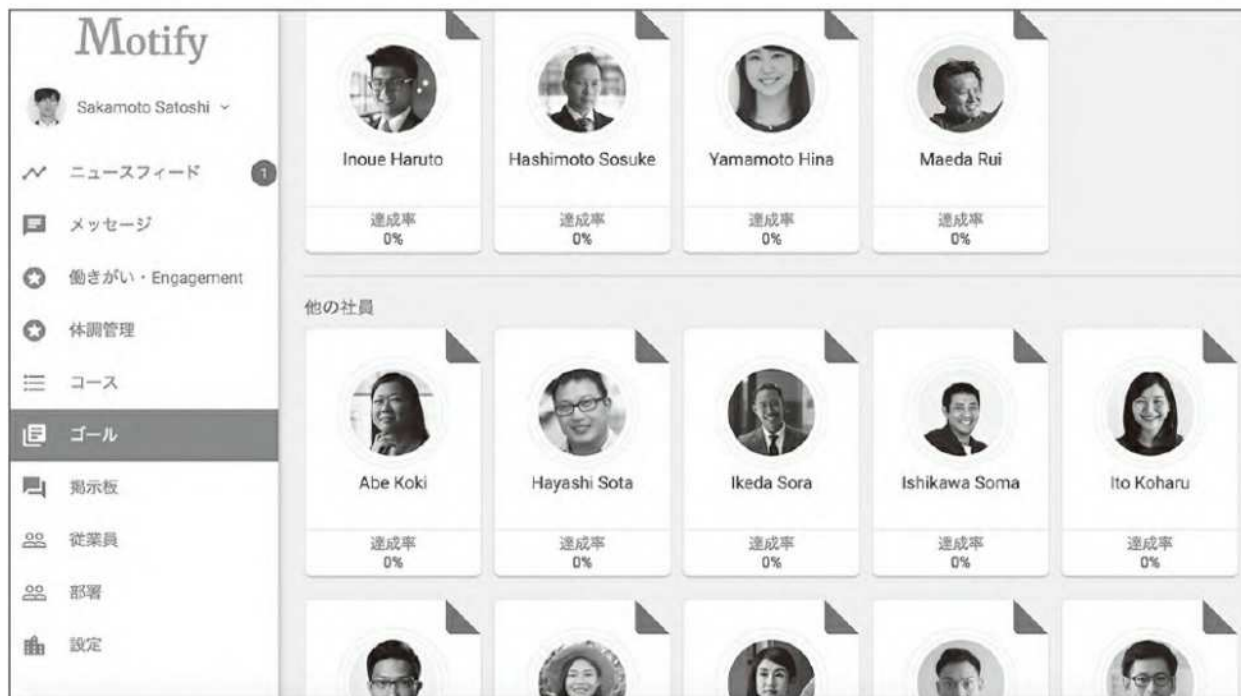 Motify
Sakamoto Satoshi
ニュースフィード 1
メッセージ
働きがい・Engagement
体調管理
コース
ゴール
掲示板
従業員
部署
設定
Inoue Haruto
Hashimoto Sosuke
Yamamoto Hina
Maeda Rui
達成率
0%
達成率
0%
達成率
0%
達成率
0%
他の社員
Abe Koki
Hayashi Sota
Ikeda Sora
Ishikawa Soma
Ito Koharu
達成率
0%
達成率
0%
達成率
0%
達成率
0%
達成率
0%